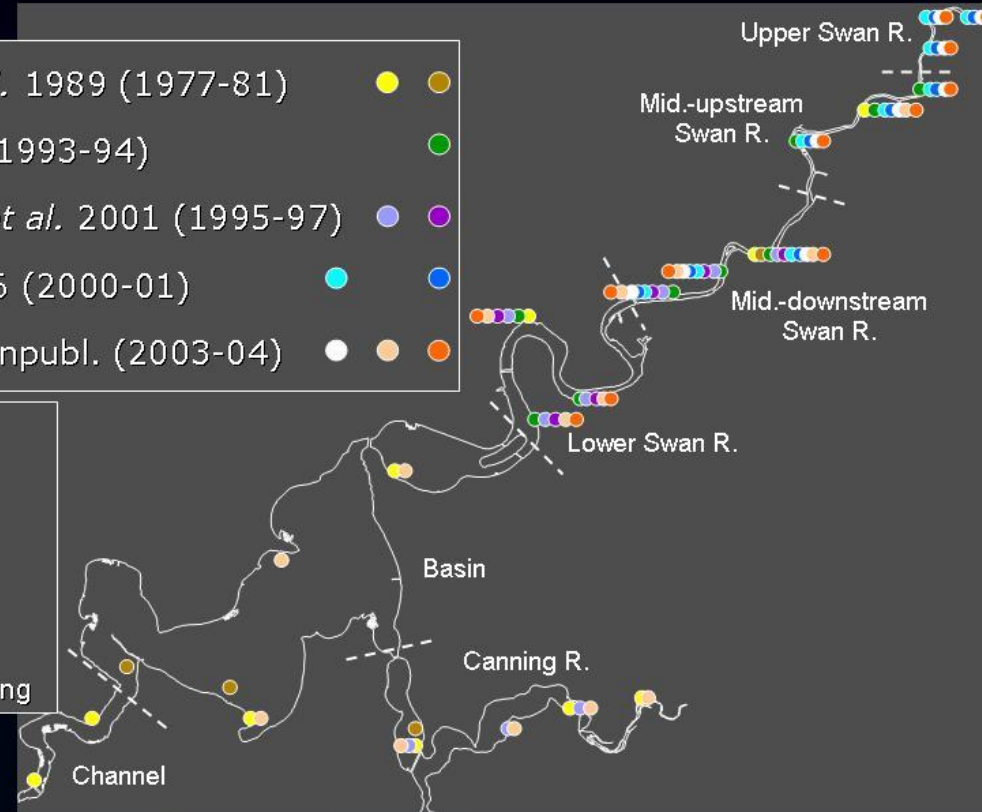 Upper Swan R.
. 1989 (1977-81)
Mid.-upstream
Swan R.
1993-94)
et al. 2001 (1995-97)
(2000-01)
Mid.-downstream
Swan R.
npubl. (2003-04)
Lower Swan R.
Basin
Canning R.
ng
Channel